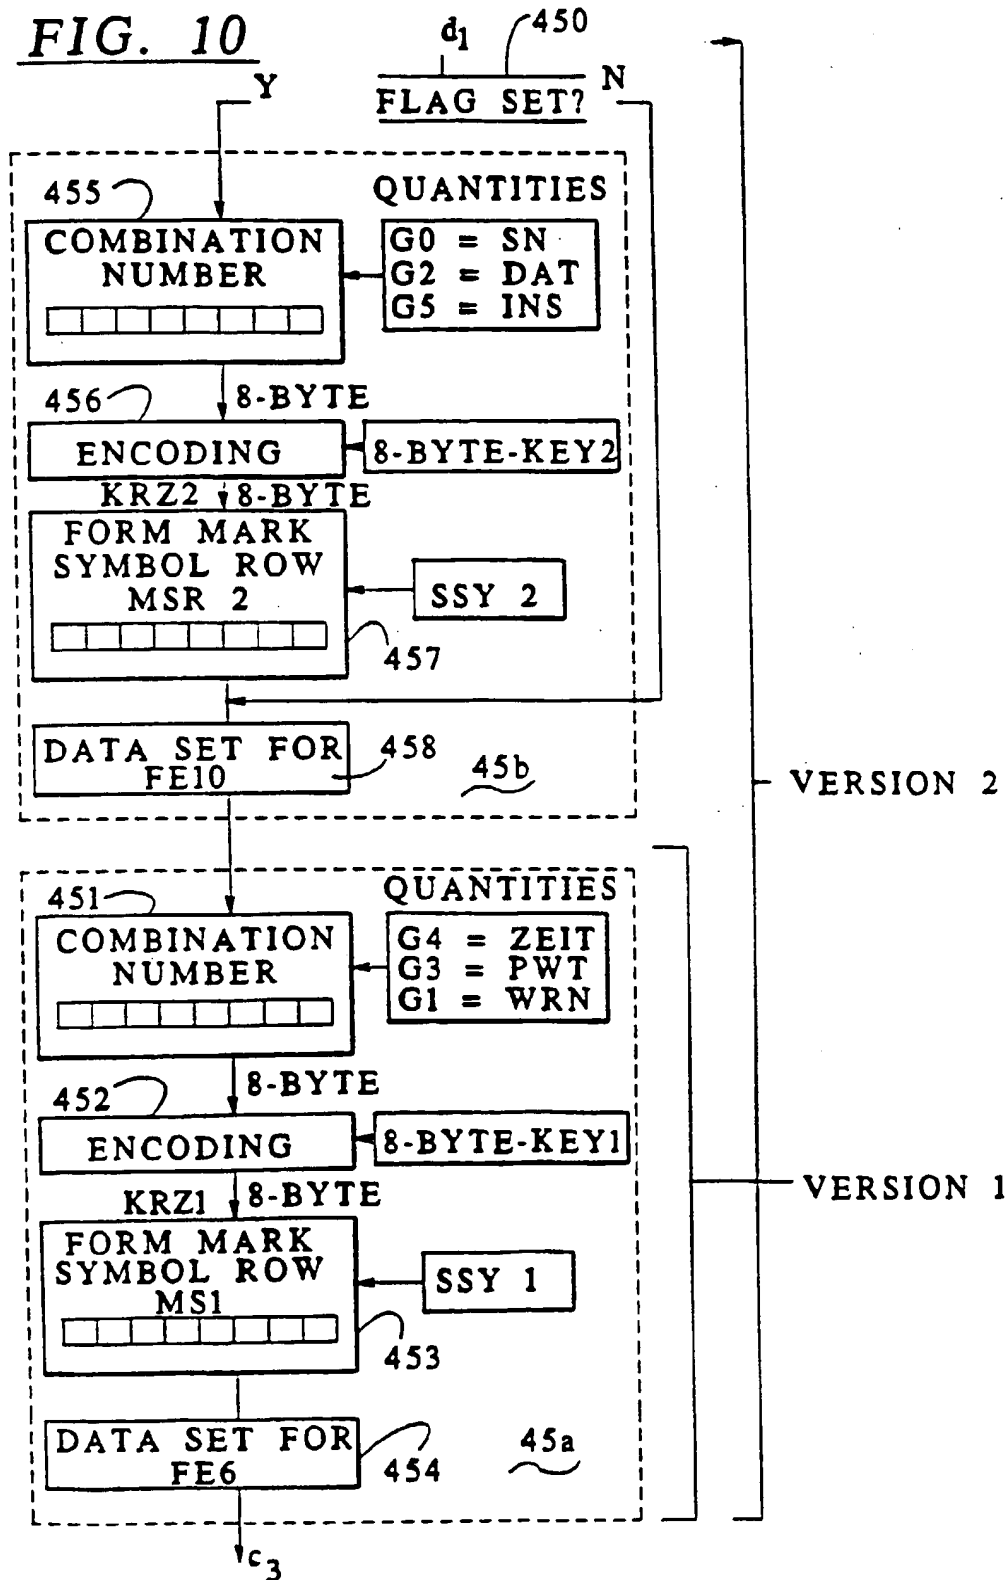 FIG. 10
d1
450
Y
FLAG SET?
N
455
QUANTITIES
COMBINATION
NUMBER
G0 = SN
G2 = DAT
G5 = INS
456
8-BYTE
ENCODING
8-BYTE-KEY2
KRZ2
8-BYTE
FORM MARK
SYMBOL ROW
MSR 2
SSY 2
457
DATA SET FOR
FE10
458
45b
VERSION 2
451
QUANTITIES
COMBINATION
NUMBER
G4 = ZEIT
G3 = PWT
G1 = WRN
452
8-BYTE
ENCODING
8-BYTE-KEY1
KRZ1
8-BYTE
VERSION 1
FORM MARK
SYMBOL ROW
MS1
SSY 1
453
DATA SET FOR
FE6
454
45a
c3